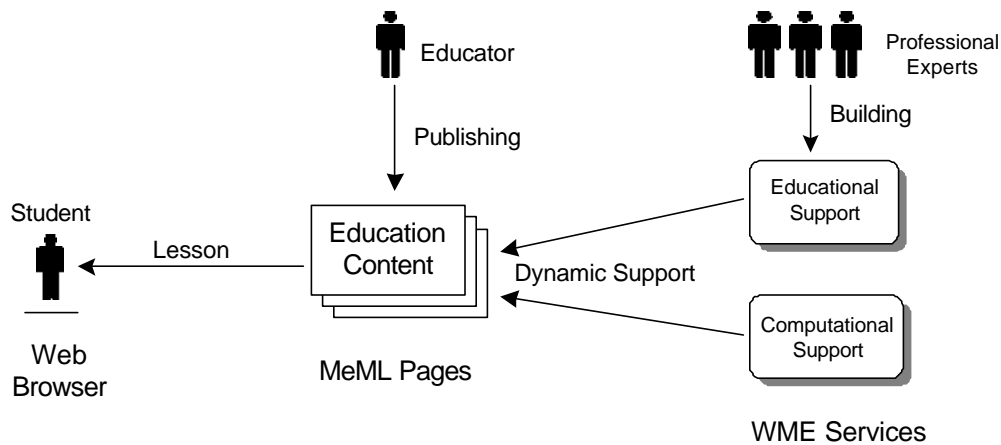 Educator
Professional
Experts
Publishing
Building
Student
Lesson
Education
Content
Educational
Support
Dynamic Support
Computational
Support
Web
Browser
MeML Pages
WME Services